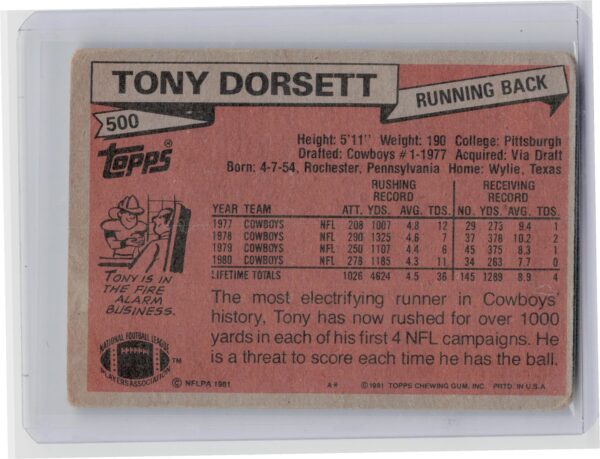 TONY DORSETT
RUNNING BACK
500
topps®
Height: 5'11" Weight: 190 College: Pittsburgh
Drafted: Cowboys #1-1977 Acquired: Via Draft
Born: 4-7-54, Rochester, Pennsylvania Home: Wylie, Texas
RUSHING RECORD RECEIVING RECORD
YEAR TEAM ATT. YDS. AVG. TDS NO. YDS. AVG. TDS
1977 COWBOYS NFL 208 1007 4.8 12 29 273 9.4 1
1978 COWBOYS NFL 290 1325 4.6 7 37 378 10.2 2
1979 COWBOYS NFL 250 1107 4.4 6 45 375 8.3 1
1980 COWBOYS NFL 278 1185 4.3 11 34 263 7.7 0
LIFETIME TOTALS 1026 4624 4.5 36 145 1289 8.9 4
TONY IS IN THE FIRE ALARM BUSINESS.
The most electrifying runner in Cowboys'
history, Tony has now rushed for over 1000
yards in each of his first 4 NFL campaigns. He
is a threat to score each time he has the ball.
NATIONAL FOOTBALL LEAGUE
PLAYERS ASSOCIATION
TM
© NFLPA 1981 A* © 1981 TOPPS CHEWING GUM, INC. PRTD. IN U.S.A.